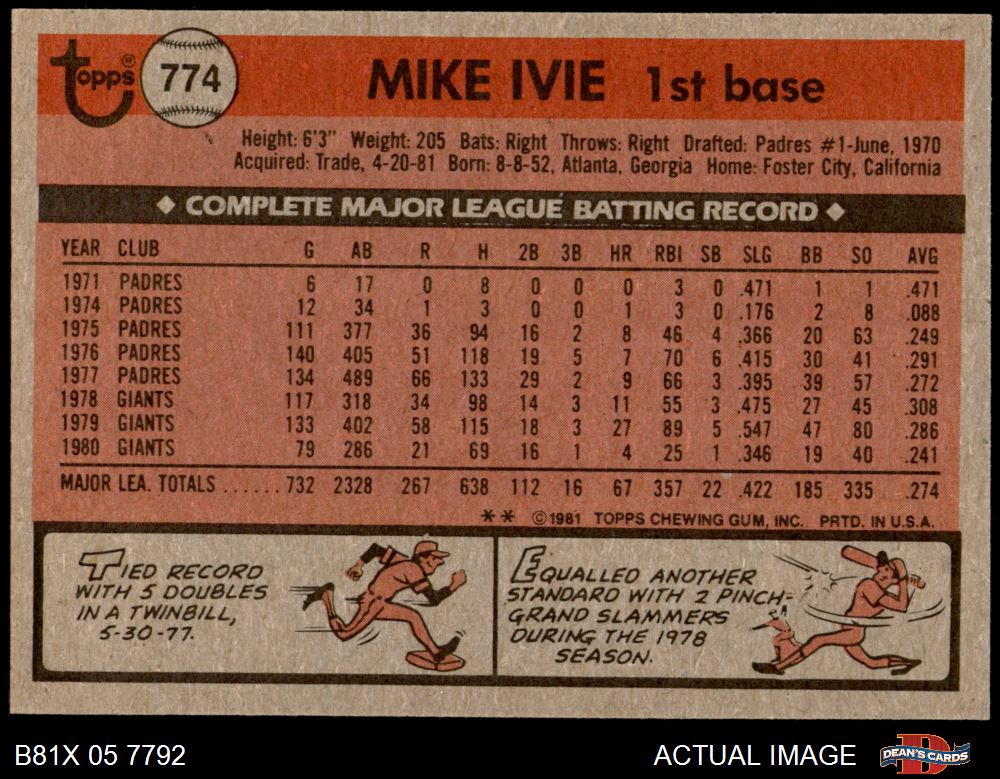 Topps® 774 MIKE IVIE 1st base
Height: 6'3" Weight: 205 Bats: Right Throws: Right Drafted: Padres #1-June, 1970
Acquired: Trade, 4-20-81 Born: 8-8-52, Atlanta, Georgia Home: Foster City, California
◆ COMPLETE MAJOR LEAGUE BATTING RECORD ◆
YEAR CLUB G AB R H 2B 3B HR RBI SB SLG BB SO AVG
1971 PADRES 6 17 0 8 0 0 0 3 0 .471 1 1 .471
1974 PADRES 12 34 1 3 0 0 1 3 0 .176 2 8 .088
1975 PADRES 111 377 36 94 16 2 8 46 4 .366 20 63 .249
1976 PADRES 140 405 51 118 19 5 7 70 6 .415 30 41 .291
1977 PADRES 134 489 66 133 29 2 9 66 3 .395 39 57 .272
1978 GIANTS 117 318 34 98 14 3 11 55 3 .475 27 45 .308
1979 GIANTS 133 402 58 115 18 3 27 89 5 .547 47 80 .286
1980 GIANTS 79 286 21 69 16 1 4 25 1 .346 19 40 .241
MAJOR LEA. TOTALS ...... 732 2328 267 638 112 16 67 357 22 .422 185 335 .274
** ©1981 TOPPS CHEWING GUM, INC. PRTD. IN U.S.A.
TIED RECORD
WITH 5 DOUBLES
IN A TWINBILL,
5-30-77.
EQUALLED ANOTHER
STANDARD WITH 2 PINCH-
GRAND SLAMMERS
DURING THE 1978
SEASON.
B81X 05 7792 ACTUAL IMAGE DEAN'S CARDS